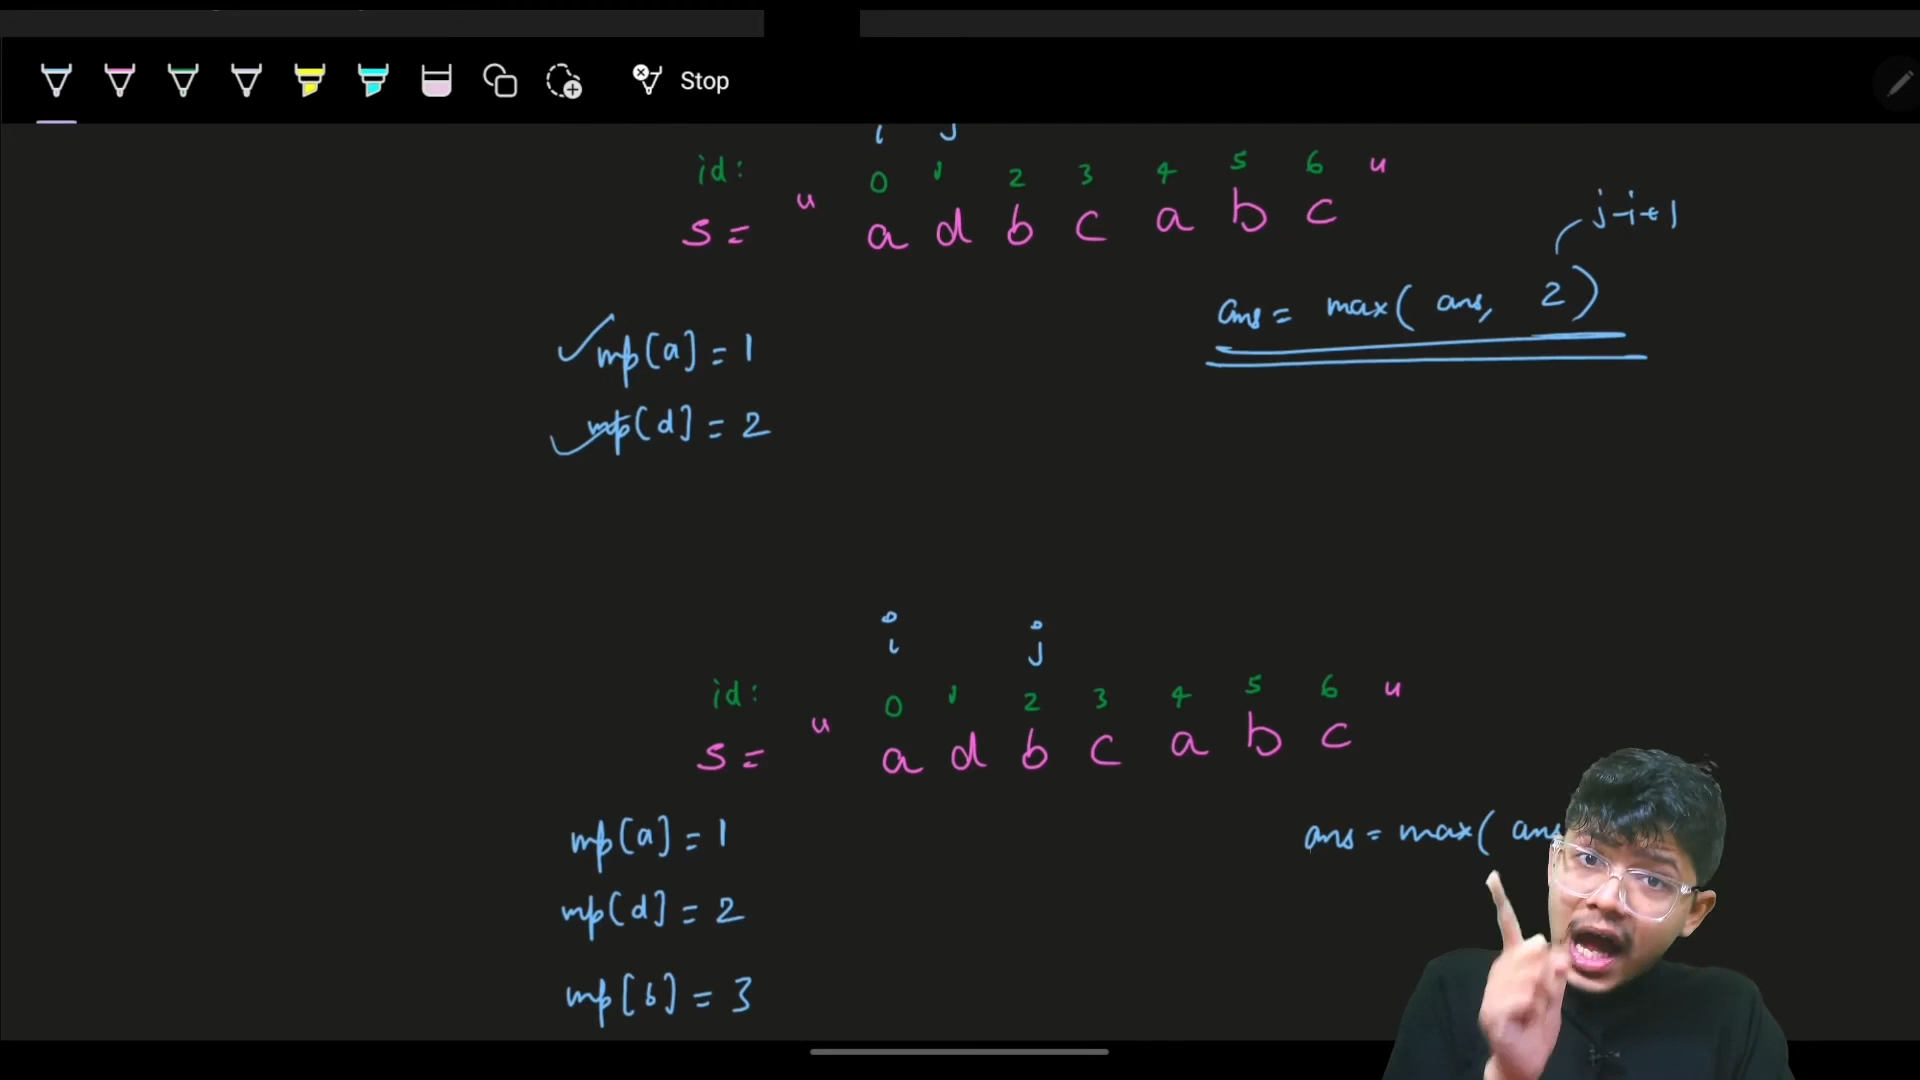 Stop
i j
id: 0 1 2 3 4 5 6
s = " a d b c a b c "
j-i+1
ans = max( ans, 2 )
mp[a] = 1
mp[d] = 2
i j
id: 0 1 2 3 4 5 6
s = " a d b c a b c "
mp[a] = 1
ans = max( ans
mp[d] = 2
mp[b] = 3